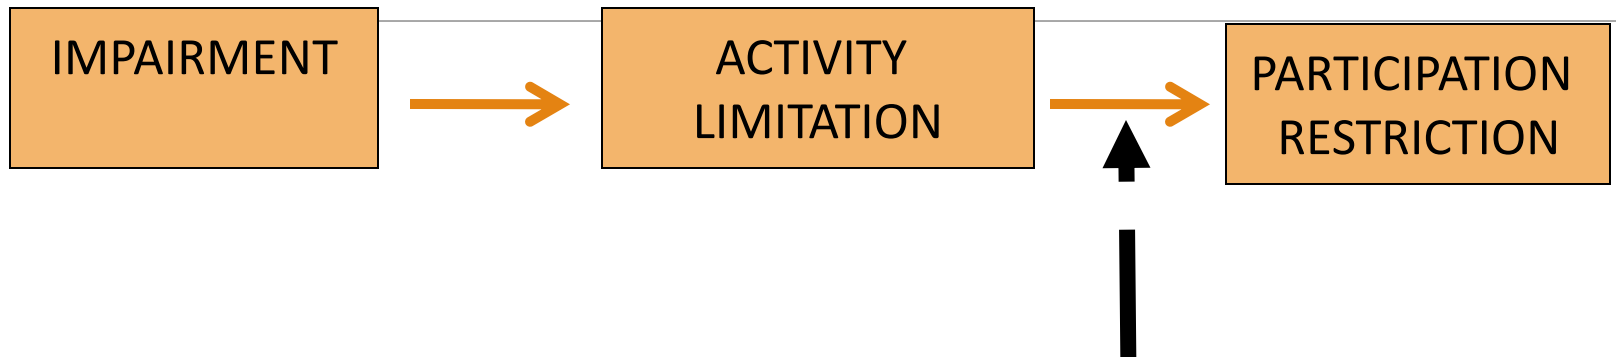 IMPAIRMENT
ACTIVITY
LIMITATION
PARTICIPATION
RESTRICTION